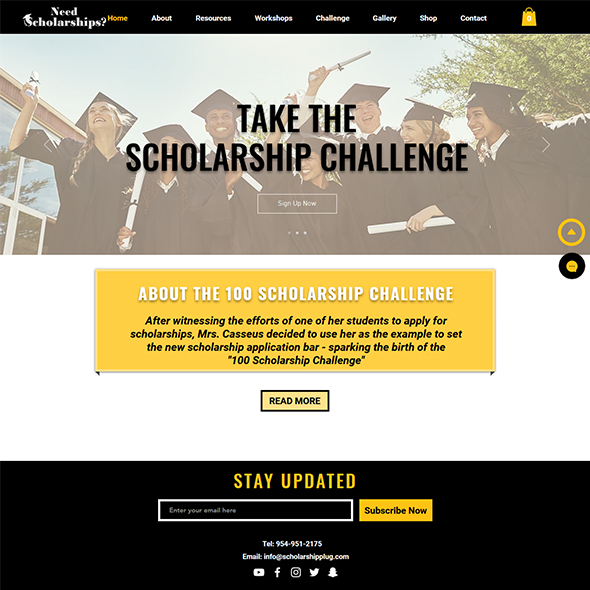 Need
Scholarships?
Home About Resources Workshops Challenge Gallery Shop Contact 0
TAKE THE
SCHOLARSHIP CHALLENGE
Sign Up Now
ABOUT THE 100 SCHOLARSHIP CHALLENGE
After witnessing the efforts of one of her students to apply for
scholarships, Mrs. Casseus decided to use her as the example to set
the new scholarship application bar - sparking the birth of the
"100 Scholarship Challenge"
READ MORE
STAY UPDATED
Enter your email here
Subscribe Now
Tel: 954-951-2175
Email: info@scholarshipplug.com